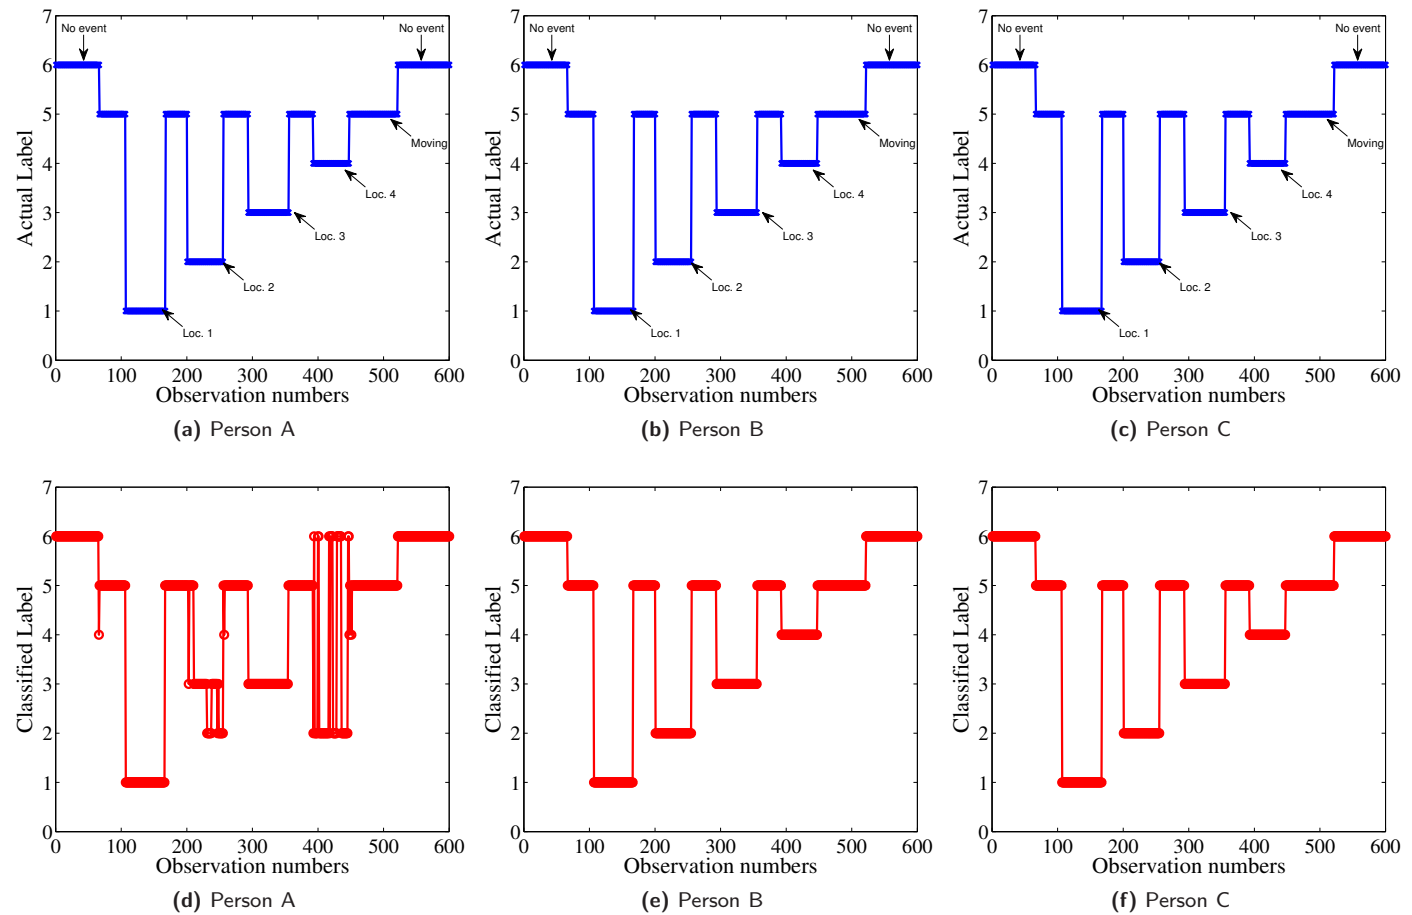 7
No event
No event
6
5
Moving
4
Loc. 4
3
Loc. 3
2
Loc. 2
1
Loc. 1
0
Actual Label
0 100 200 300 400 500 600
Observation numbers
(a) Person A
7
No event
No event
6
5
Moving
4
Loc. 4
3
Loc. 3
2
Loc. 2
1
Loc. 1
0
Actual Label
0 100 200 300 400 500 600
Observation numbers
(b) Person B
7
No event
No event
6
5
Moving
4
Loc. 4
3
Loc. 3
2
Loc. 2
1
Loc. 1
0
Actual Label
0 100 200 300 400 500 600
Observation numbers
(c) Person C
7
6
5
4
3
2
1
0
Classified Label
0 100 200 300 400 500 600
Observation numbers
(d) Person A
7
6
5
4
3
2
1
0
Classified Label
0 100 200 300 400 500 600
Observation numbers
(e) Person B
7
6
5
4
3
2
1
0
Classified Label
0 100 200 300 400 500 600
Observation numbers
(f) Person C